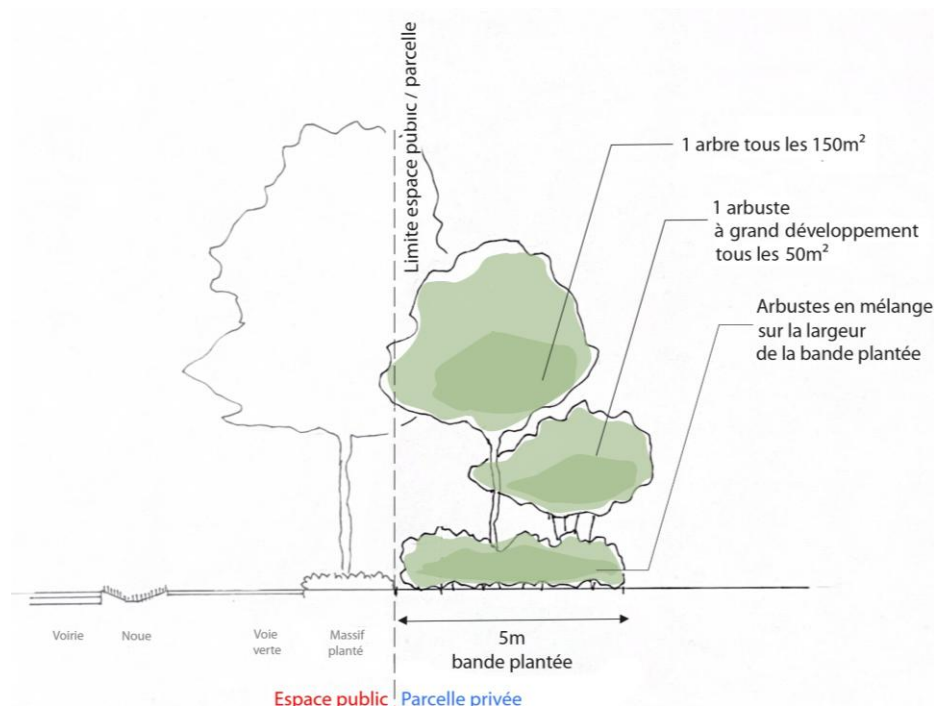 Limite espace public / parcelle
1 arbre tous les 150m²
1 arbuste
à grand développement
tous les 50m²
Arbustes en mélange
sur la largeur
de la bande plantée
Voirie
Noue
Voie
verte
Massif
planté
5m
bande plantée
Espace public
Parcelle privée